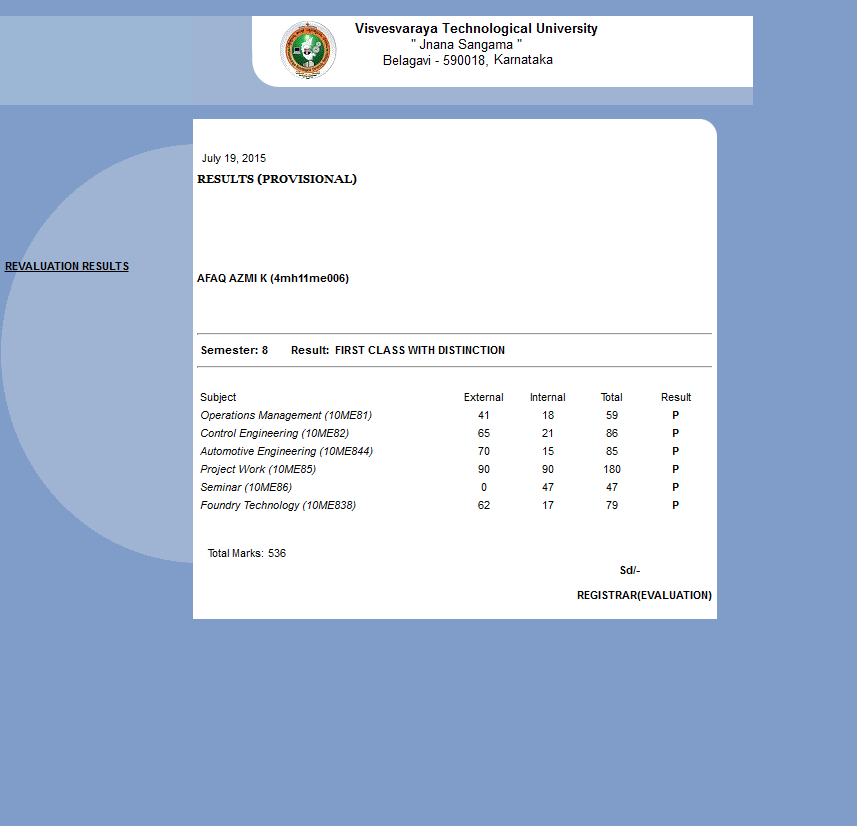 Visvesvaraya Technological University
" Jnana Sangama "
Belagavi - 590018, Karnataka
July 19, 2015
RESULTS (PROVISIONAL)
REVALUATION RESULTS
AFAQ AZMI K (4mh11me006)
Semester: 8 Result: FIRST CLASS WITH DISTINCTION
Subject External Internal Total Result
Operations Management (10ME81) 41 18 59 P
Control Engineering (10ME82) 65 21 86 P
Automotive Engineering (10ME844) 70 15 85 P
Project Work (10ME85) 90 90 180 P
Seminar (10ME86) 0 47 47 P
Foundry Technology (10ME838) 62 17 79 P
Total Marks: 536
Sd/-
REGISTRAR(EVALUATION)